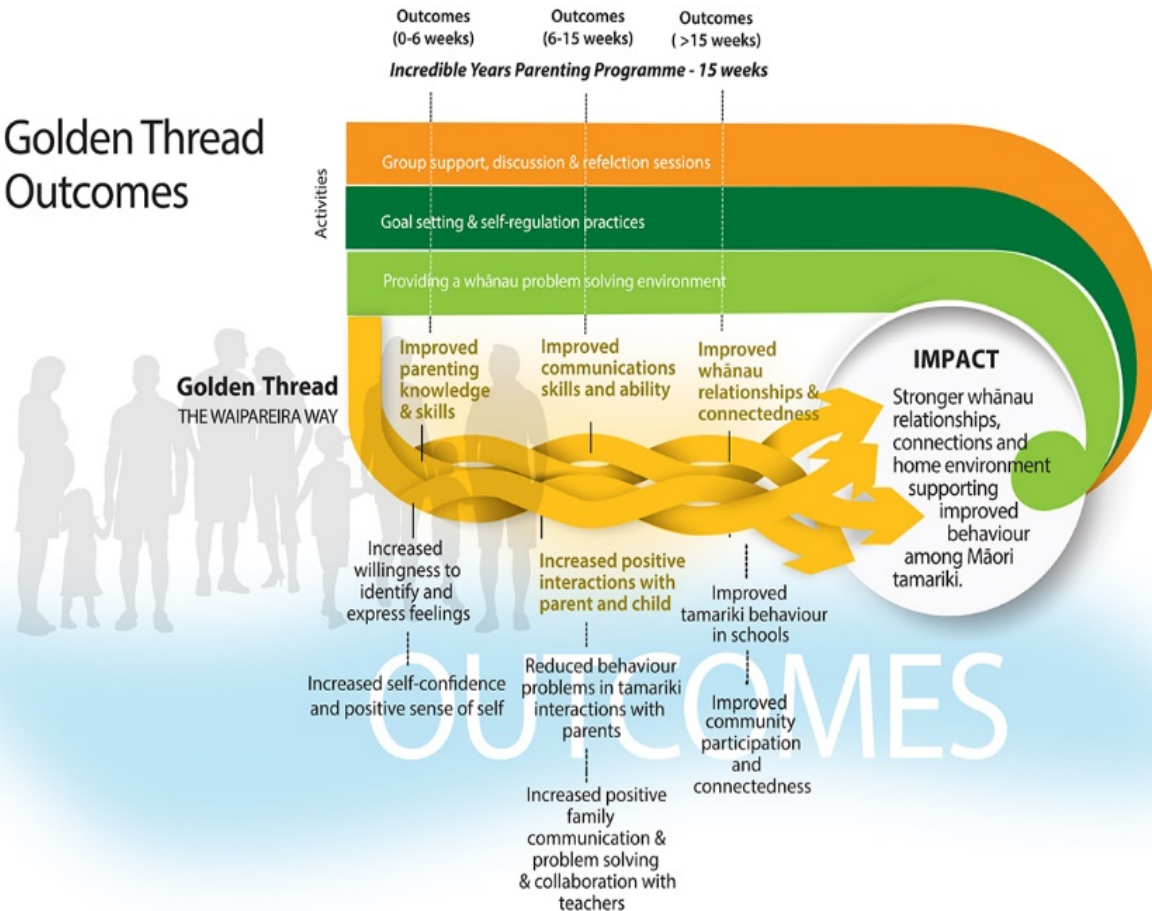 Outcomes
(0-6 weeks)
Outcomes
(6-15 weeks)
Outcomes
( >15 weeks)
Incredible Years Parenting Programme - 15 weeks
Golden Thread
Outcomes
Activities
Group support, discussion & refelction sessions
Goal setting & self-regulation practices
Providing a whānau problem solving environment
Golden Thread
THE WAIPAREIRA WAY
Improved
parenting
knowledge
& skills
Improved
communications
skills and ability
Improved
whānau
relationships &
connectedness
IMPACT
Stronger whānau
relationships,
connections and
home environment
supporting
improved
behaviour
among Māori
tamariki.
Increased
willingness to
identify and
express feelings
Increased self-confidence
and positive sense of self
Increased positive
interactions with
parent and child
Reduced behaviour
problems in tamariki
interactions with
parents
Increased positive
family
communication &
problem solving
& collaboration with
teachers
Improved
tamariki behaviour
in schools
Improved
community
participation
and
connectedness
OUTCOMES